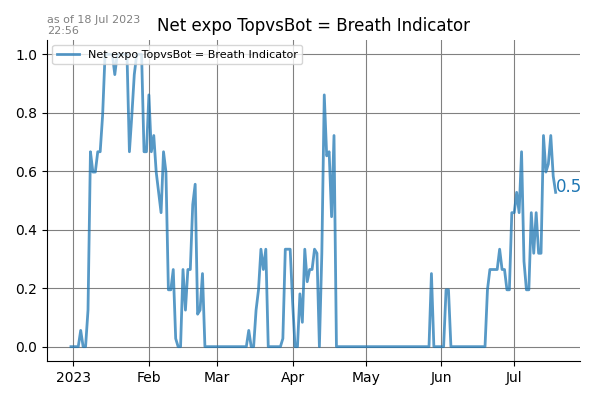 as of 18 Jul 2023
22:56
Net expo TopvsBot = Breath Indicator
Net expo TopvsBot = Breath Indicator
1.0
0.8
0.6
0.5
0.4
0.2
0.0
2023 Feb Mar Apr May Jun Jul